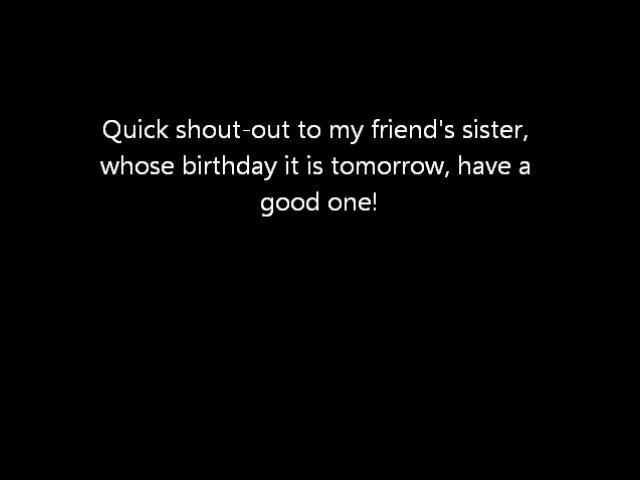 Quick shout-out to my friend's sister,
whose birthday it is tomorrow, have a
good one!